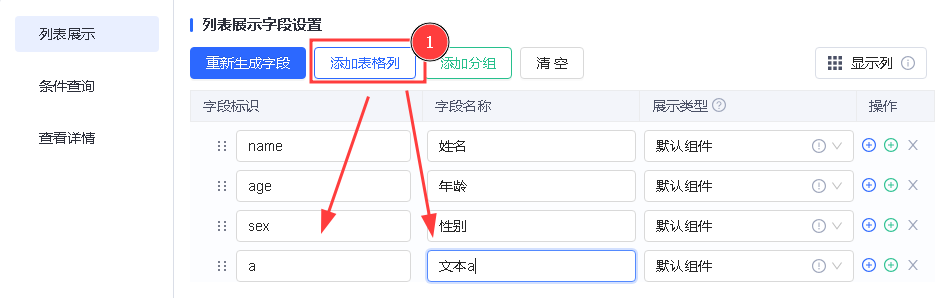 列表展示
条件查询
查看详情
列表展示字段设置
重新生成字段 添加表格列 添加分组 清空 显示列
1
字段标识 字段名称 展示类型 操作
name 姓名 默认组件
age 年龄 默认组件
sex 性别 默认组件
a 文本a 默认组件